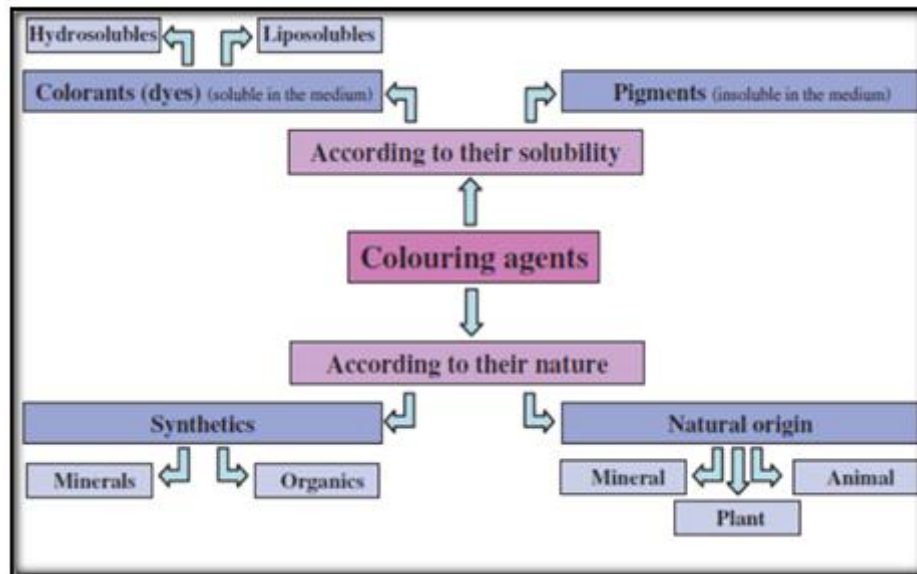 Hydrosolubles
Liposolubles
Colorants (dyes) (soluble in the medium)
Pigments (insoluble in the medium)
According to their solubility
Colouring agents
According to their nature
Synthetics
Natural origin
Minerals
Organics
Mineral
Animal
Plant